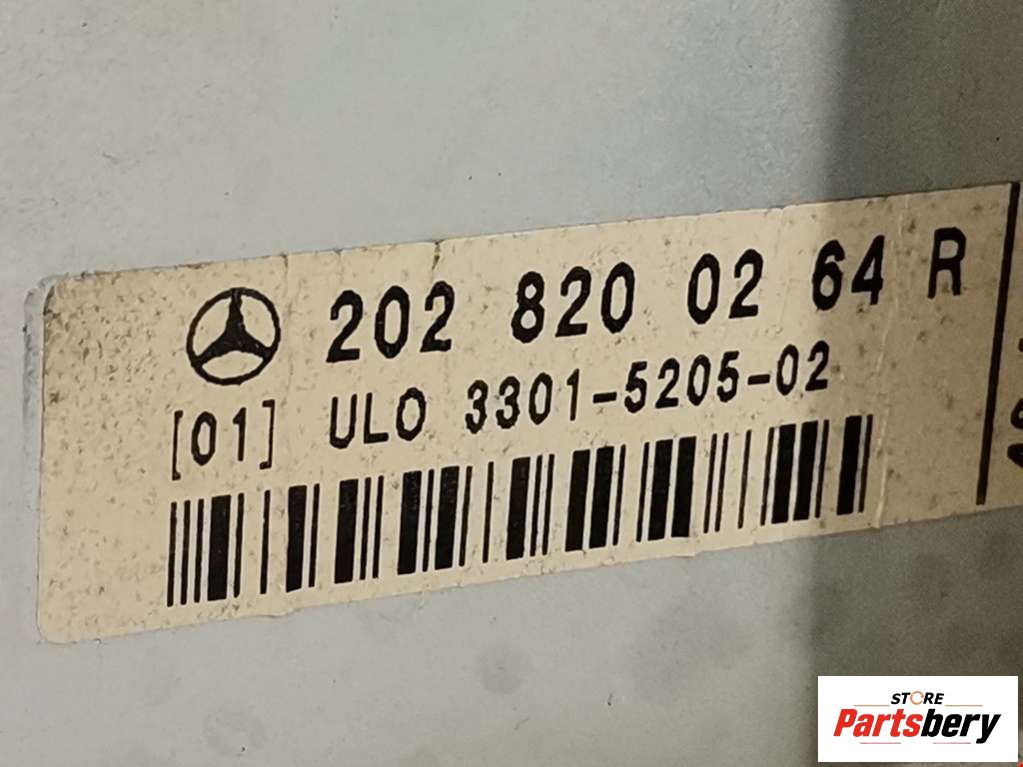 202 820 02 64 R
[01] ULO 3301-5205-02
STORE
Partsbery